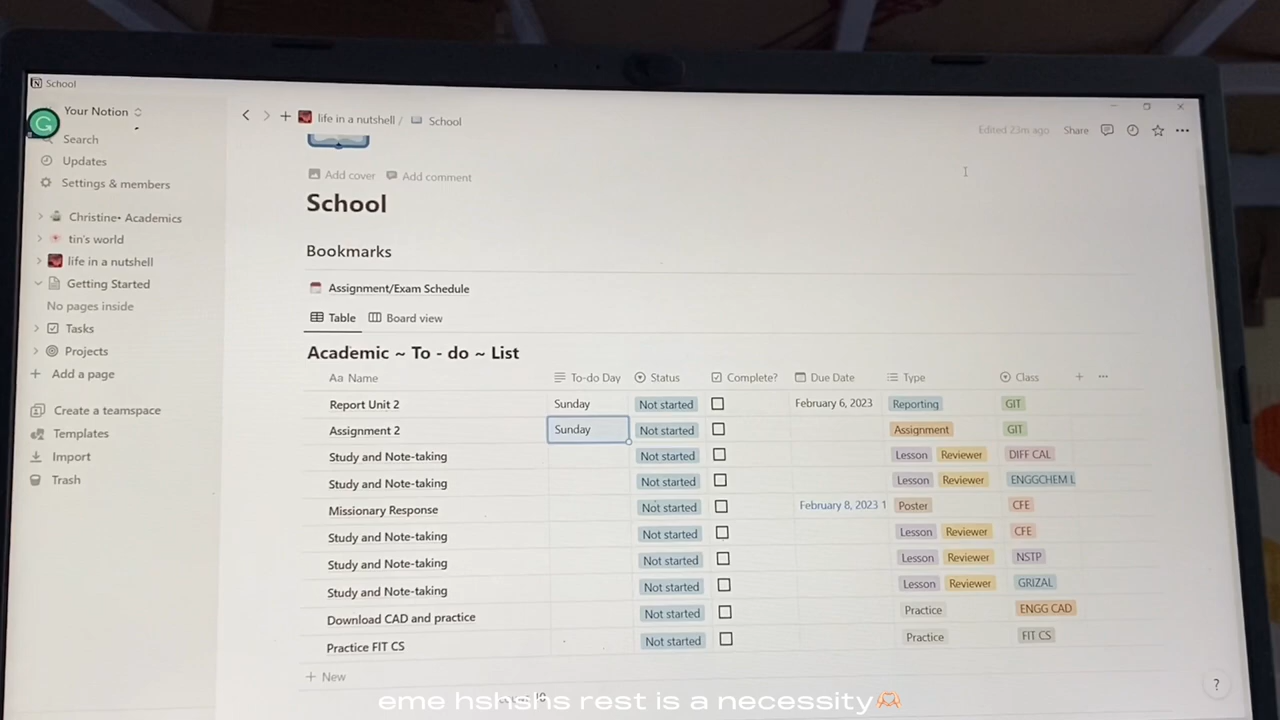 School
Your Notion
Search
Updates
Settings & members
Christine• Academics
tin's world
life in a nutshell
Getting Started
No pages inside
Tasks
Projects
Add a page
Create a teamspace
Templates
Import
Trash
life in a nutshell / School
Edited 23m ago Share
Add cover Add comment
School
Bookmarks
Assignment/Exam Schedule
Table Board view
Academic ~ To - do ~ List
Aa Name To-do Day Status Complete? Due Date Type Class
Report Unit 2 Sunday Not started February 6, 2023 Reporting GIT
Assignment 2 Sunday Not started Assignment GIT
Study and Note-taking Not started Lesson Reviewer DIFF CAL
Study and Note-taking Not started Lesson Reviewer ENGGCHEM L
Missionary Response Not started February 8, 2023 1 Poster CFE
Study and Note-taking Not started Lesson Reviewer CFE
Study and Note-taking Not started Lesson Reviewer NSTP
Study and Note-taking Not started Lesson Reviewer GRIZAL
Download CAD and practice Not started Practice ENGG CAD
Practice FIT CS Not started Practice FIT CS
+ New
eme hshshs rest is a necessity🫶
?